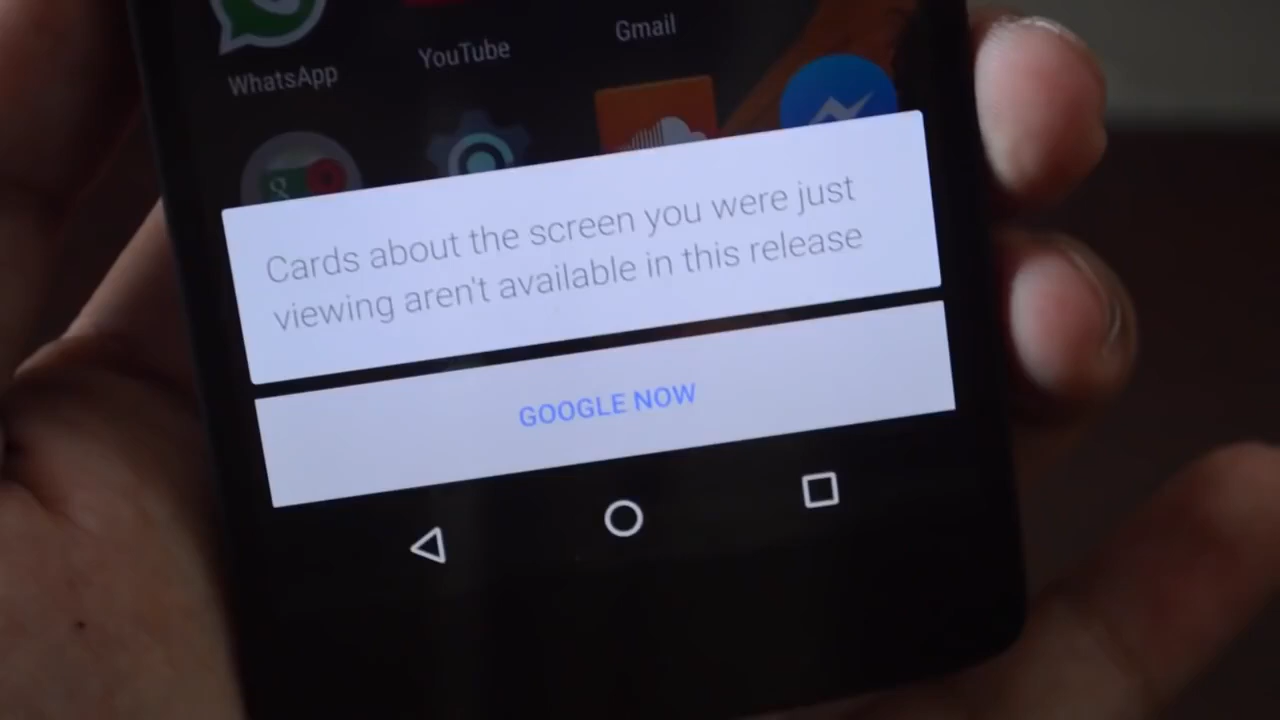 WhatsApp
YouTube
Gmail
Cards about the screen you were just
viewing aren't available in this release
GOOGLE NOW